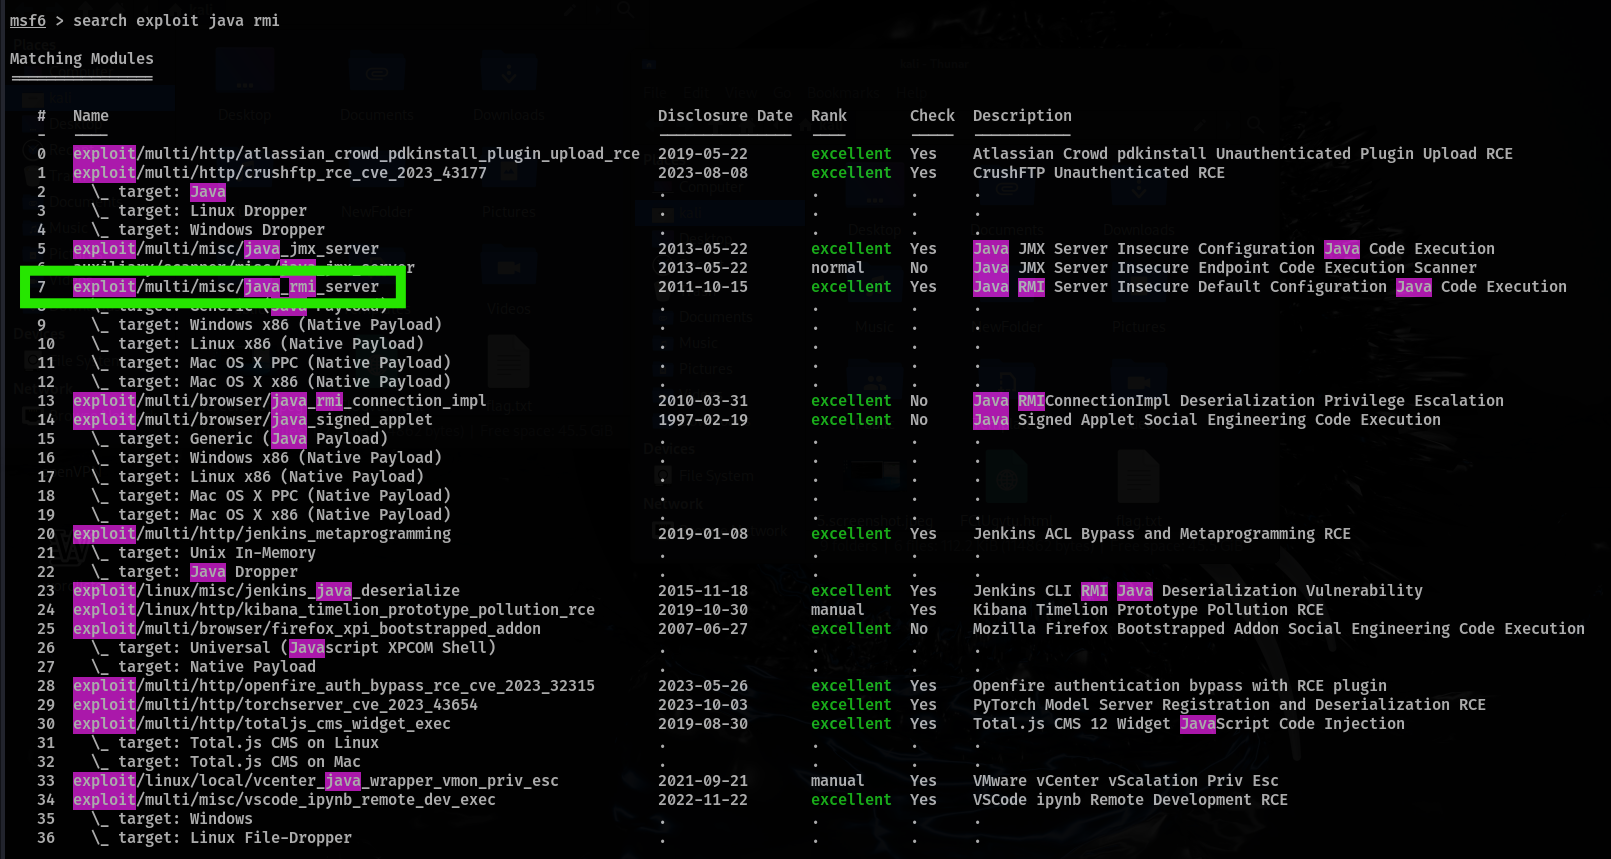 msf6 > search exploit java rmi
Matching Modules
================
# Name Disclosure Date Rank Check Description
- ---- --------------- ---- ----- -----------
0 exploit/multi/http/atlassian_crowd_pdkinstall_plugin_upload_rce 2019-05-22 excellent Yes Atlassian Crowd pdkinstall Unauthenticated Plugin Upload RCE
1 exploit/multi/http/crushftp_rce_cve_2023_43177 2023-08-08 excellent Yes CrushFTP Unauthenticated RCE
2 \_ target: Java . . . .
3 \_ target: Linux Dropper . . . .
4 \_ target: Windows Dropper . . . .
5 exploit/multi/misc/java_jmx_server 2013-05-22 excellent Yes Java JMX Server Insecure Configuration Java Code Execution
6 auxiliary/scanner/misc/java_jmx_server 2013-05-22 normal No Java JMX Server Insecure Endpoint Code Execution Scanner
7 exploit/multi/misc/java_rmi_server 2011-10-15 excellent Yes Java RMI Server Insecure Default Configuration Java Code Execution
8 \_ target: Generic (Java Payload) . . . .
9 \_ target: Windows x86 (Native Payload) . . . .
10 \_ target: Linux x86 (Native Payload) . . . .
11 \_ target: Mac OS X PPC (Native Payload) . . . .
12 \_ target: Mac OS X x86 (Native Payload) . . . .
13 exploit/multi/browser/java_rmi_connection_impl 2010-03-31 excellent No Java RMIConnectionImpl Deserialization Privilege Escalation
14 exploit/multi/browser/java_signed_applet 1997-02-19 excellent No Java Signed Applet Social Engineering Code Execution
15 \_ target: Generic (Java Payload) . . . .
16 \_ target: Windows x86 (Native Payload) . . . .
17 \_ target: Linux x86 (Native Payload) . . . .
18 \_ target: Mac OS X PPC (Native Payload) . . . .
19 \_ target: Mac OS X x86 (Native Payload) . . . .
20 exploit/multi/http/jenkins_metaprogramming 2019-01-08 excellent Yes Jenkins ACL Bypass and Metaprogramming RCE
21 \_ target: Unix In-Memory . . . .
22 \_ target: Java Dropper . . . .
23 exploit/linux/misc/jenkins_java_deserialize 2015-11-18 excellent Yes Jenkins CLI RMI Java Deserialization Vulnerability
24 exploit/linux/http/kibana_timelion_prototype_pollution_rce 2019-10-30 manual Yes Kibana Timelion Prototype Pollution RCE
25 exploit/multi/browser/firefox_xpi_bootstrapped_addon 2007-06-27 excellent No Mozilla Firefox Bootstrapped Addon Social Engineering Code Execution
26 \_ target: Universal (Javascript XPCOM Shell) . . . .
27 \_ target: Native Payload . . . .
28 exploit/multi/http/openfire_auth_bypass_rce_cve_2023_32315 2023-05-26 excellent Yes Openfire authentication bypass with RCE plugin
29 exploit/multi/http/torchserver_cve_2023_43654 2023-10-03 excellent Yes PyTorch Model Server Registration and Deserialization RCE
30 exploit/multi/http/totaljs_cms_widget_exec 2019-08-30 excellent Yes Total.js CMS 12 Widget JavaScript Code Injection
31 \_ target: Total.js CMS on Linux . . . .
32 \_ target: Total.js CMS on Mac . . . .
33 exploit/linux/local/vcenter_java_wrapper_vmon_priv_esc 2021-09-21 manual Yes VMware vCenter vScalation Priv Esc
34 exploit/multi/misc/vscode_ipynb_remote_dev_exec 2022-11-22 excellent Yes VSCode ipynb Remote Development RCE
35 \_ target: Windows . . . .
36 \_ target: Linux File-Dropper . . . .